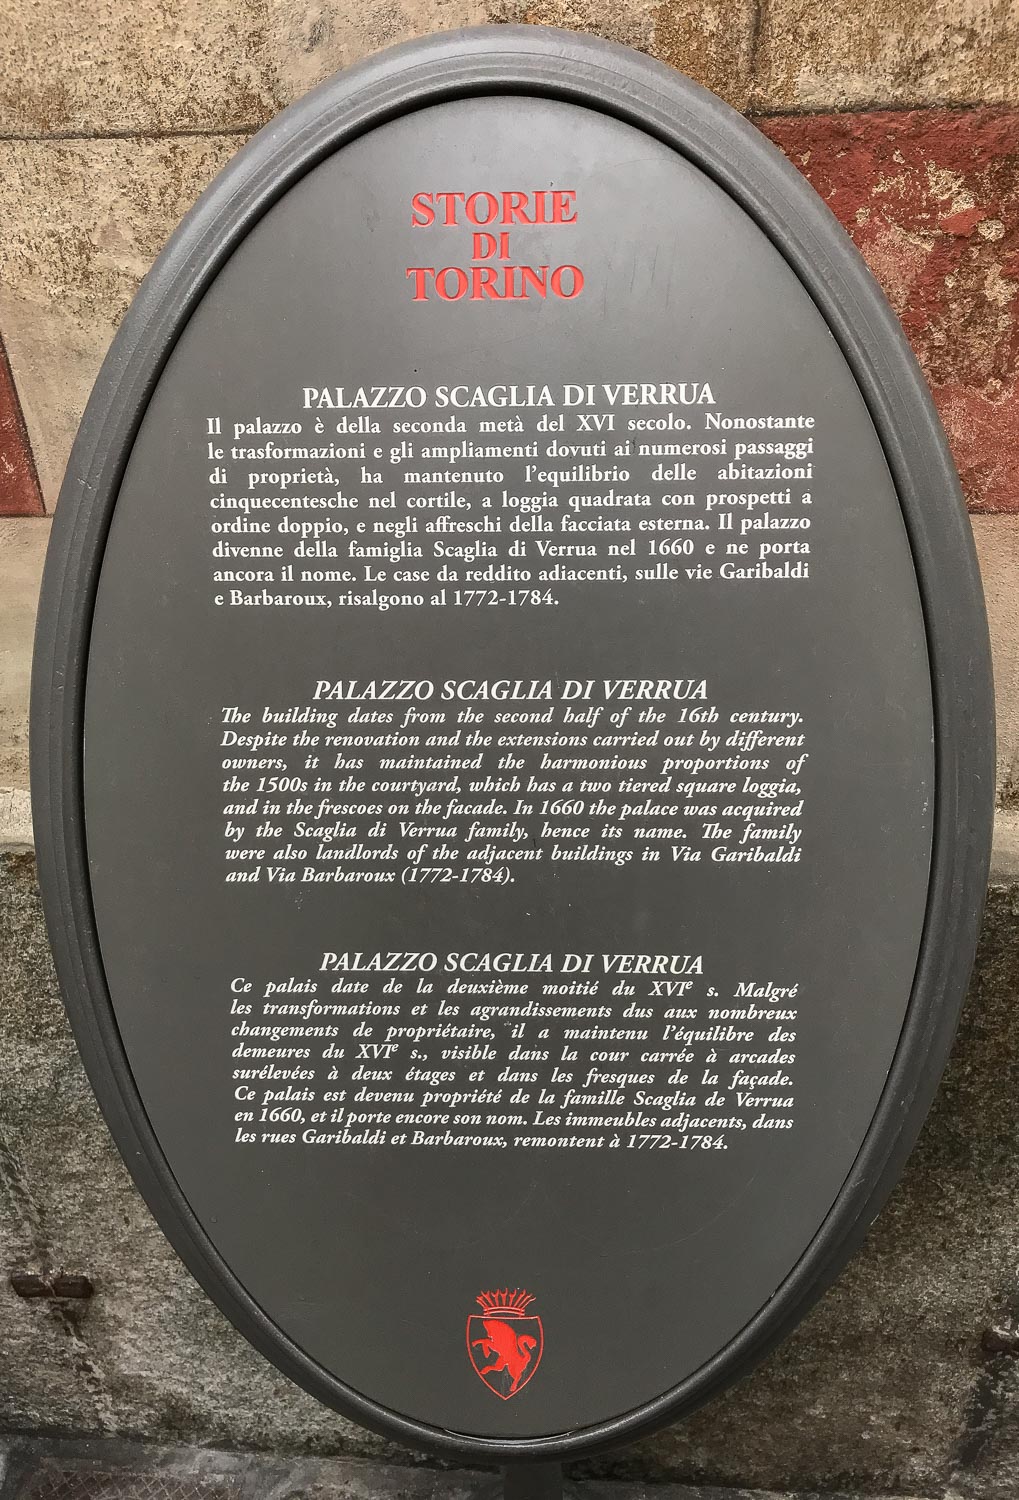 STORIE
DI
TORINO
PALAZZO SCAGLIA DI VERRUA
Il palazzo è della seconda metà del XVI secolo. Nonostante
le trasformazioni e gli ampliamenti dovuti ai numerosi passaggi
di proprietà, ha mantenuto l'equilibrio delle abitazioni
cinquecentesche nel cortile, a loggia quadrata con prospetti a
ordine doppio, e negli affreschi della facciata esterna. Il palazzo
divenne della famiglia Scaglia di Verrua nel 1660 e ne porta
ancora il nome. Le case da reddito adiacenti, sulle vie Garibaldi
e Barbaroux, risalgono al 1772-1784.
PALAZZO SCAGLIA DI VERRUA
The building dates from the second half of the 16th century.
Despite the renovation and the extensions carried out by different
owners, it has maintained the harmonious proportions of
the 1500s in the courtyard, which has a two tiered square loggia,
and in the frescoes on the facade. In 1660 the palace was acquired
by the Scaglia di Verrua family, hence its name. The family
were also landlords of the adjacent buildings in Via Garibaldi
and Via Barbaroux (1772-1784).
PALAZZO SCAGLIA DI VERRUA
Ce palais date de la deuxième moitié du XVIe s. Malgré
les transformations et les agrandissements dus aux nombreux
changements de propriétaire, il a maintenu l'équilibre des
demeures du XVIe s., visible dans la cour carrée à arcades
surélevées à deux étages et dans les fresques de la façade.
Ce palais est devenu propriété de la famille Scaglia de Verrua
en 1660, et il porte encore son nom. Les immeubles adjacents, dans
les rues Garibaldi et Barbaroux, remontent à 1772-1784.